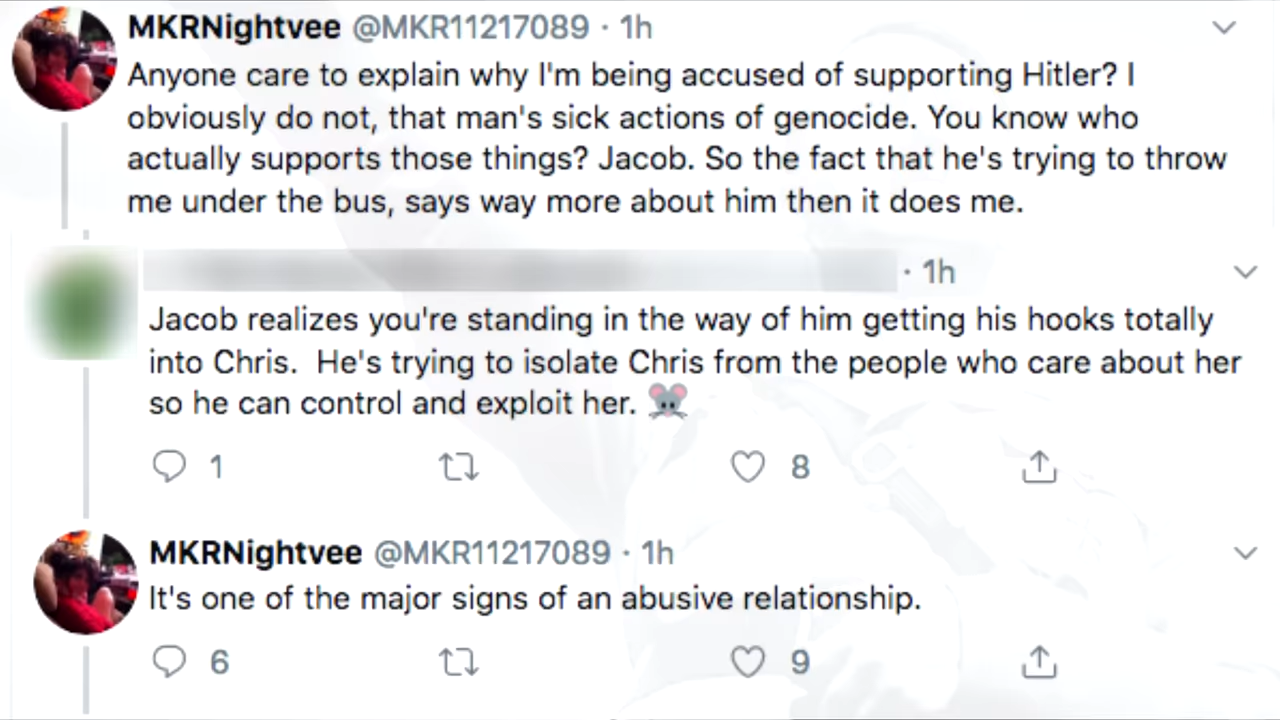 MKRNightvee @MKR11217089 · 1h
Anyone care to explain why I'm being accused of supporting Hitler? I
obviously do not, that man's sick actions of genocide. You know who
actually supports those things? Jacob. So the fact that he's trying to throw
me under the bus, says way more about him then it does me.
· 1h
Jacob realizes you're standing in the way of him getting his hooks totally
into Chris.  He's trying to isolate Chris from the people who care about her
so he can control and exploit her. 🐭
1 8
MKRNightvee @MKR11217089 · 1h
It's one of the major signs of an abusive relationship.
6 9